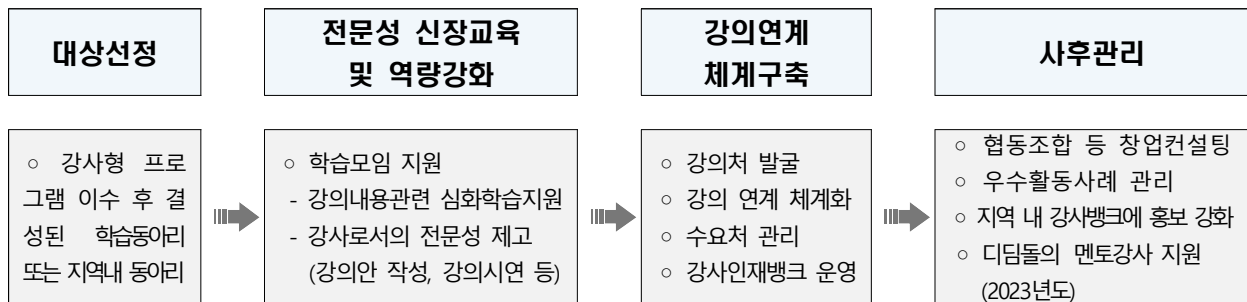 대상선정
전문성 신장교육
및 역량강화
강의연계
체계구축
사후관리
○ 강사형 프로
그램 이수 후 결
성된 학습동아리
또는 지역내 동아리
○ 학습모임 지원
- 강의내용관련 심화학습지원
- 강사로서의 전문성 제고
(강의안 작성, 강의시연 등)
○ 강의처 발굴
○ 강의 연계 체계화
○ 수요처 관리
○ 강사인재뱅크 운영
○ 협동조합 등 창업컨설팅
○ 우수활동사례 관리
○ 지역 내 강사뱅크에 홍보 강화
○ 디딤돌의 멘토강사 지원
(2023년도)